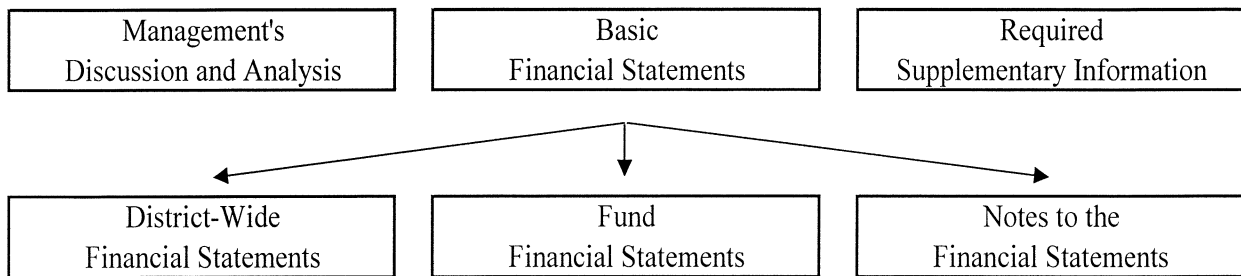 Management's
Discussion and Analysis
Basic
Financial Statements
Required
Supplementary Information
District-Wide
Financial Statements
Fund
Financial Statements
Notes to the
Financial Statements